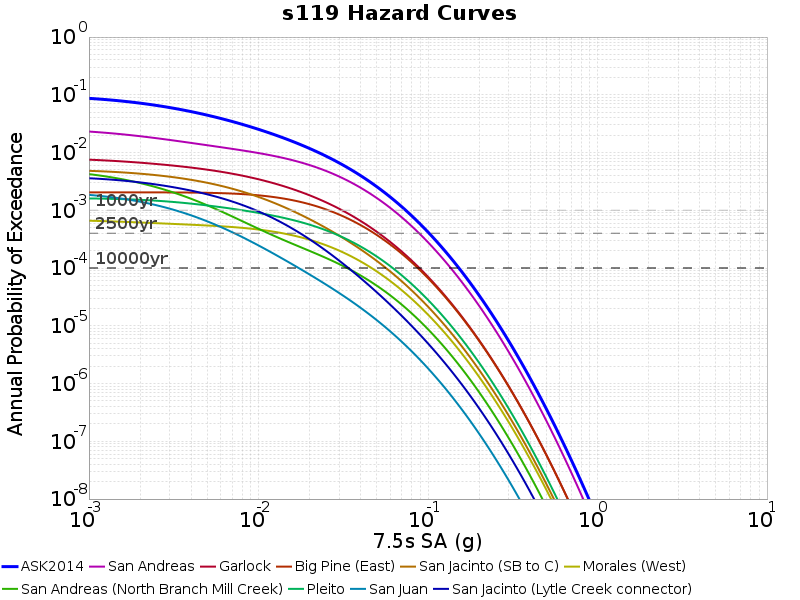 s119 Hazard Curves
Annual Probability of Exceedance
10^0
10^-1
10^-2
10^-3
10^-4
10^-5
10^-6
10^-7
10^-8
1000yr
2500yr
10000yr
10^-3 10^-2 10^-1 10^0 10^1
7.5s SA (g)
ASK2014 San Andreas Garlock Big Pine (East) San Jacinto (SB to C) Morales (West)
San Andreas (North Branch Mill Creek) Pleito San Juan San Jacinto (Lytle Creek connector)